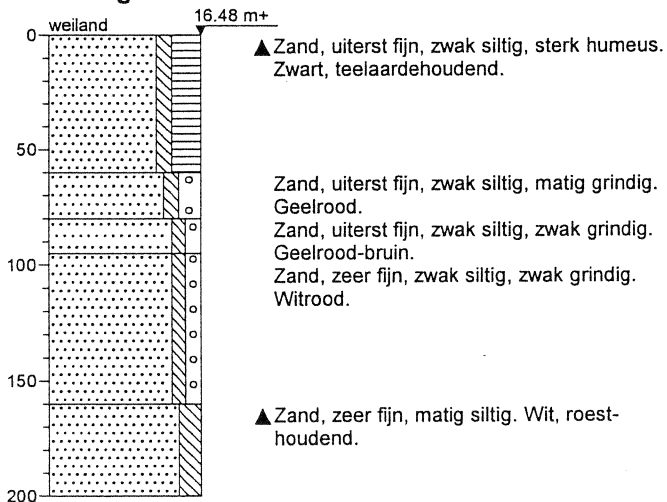 16.48 m+
weiland
0
▲ Zand, uiterst fijn, zwak siltig, sterk humeus.
Zwart, teelaardehoudend.
50
Zand, uiterst fijn, zwak siltig, matig grindig.
Geelrood.
Zand, uiterst fijn, zwak siltig, zwak grindig.
Geelrood-bruin.
100
Zand, zeer fijn, zwak siltig, zwak grindig.
Witrood.
150
▲ Zand, zeer fijn, matig siltig. Wit, roest-
houdend.
200